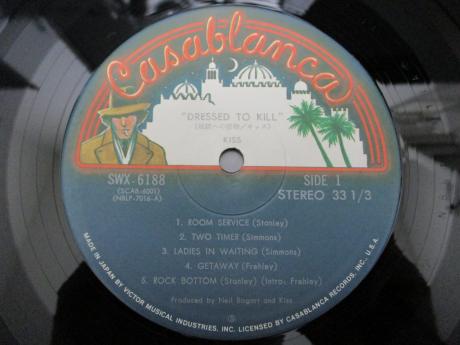 Casablanca
"DRESSED TO KILL"
(地獄への接吻/キッス)
KISS
SWX-6188
(SCAB-6001)
(NBLP-7016-A)
SIDE 1
STEREO 33 1/3
1. ROOM SERVICE (Stanley)
2. TWO TIMER (Simmons)
3. LADIES IN WAITING (Simmons)
4. GETAWAY (Frehley)
5. ROCK BOTTOM (Stanley) (Intro. Frehley)
Produced by Neil Bogart and Kiss
MADE IN JAPAN BY VICTOR MUSICAL INDUSTRIES, INC. LICENSED BY CASABLANCA RECORDS, INC., U.S.A.